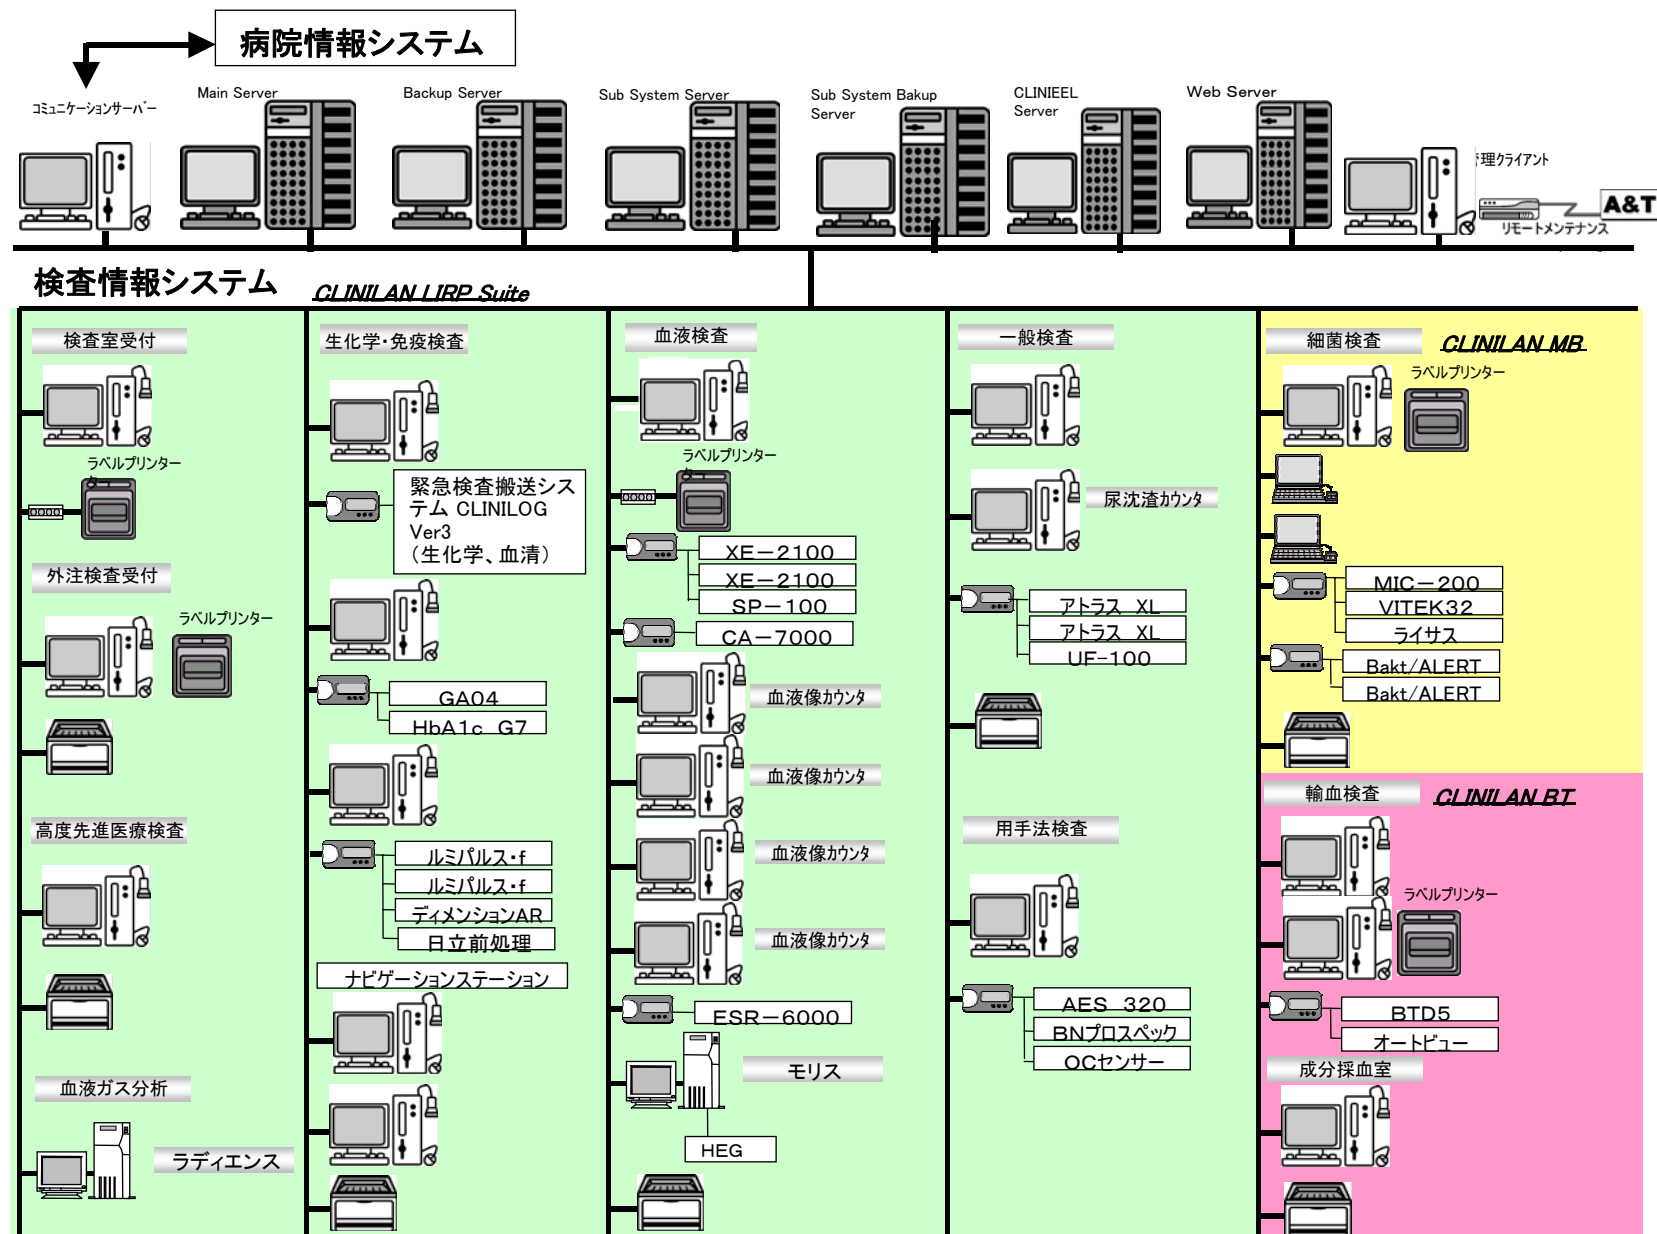 病院情報システム
コミュニケーションサーバー
Main Server
Backup Server
Sub System Server
Sub System Bakup
Server
CLINIEEL
Server
Web Server
理クライアント
A&T
リモートメンテナンス
検査情報システム
CLINILAN LIRP Suite
検査室受付
ラベルプリンター
外注検査受付
ラベルプリンター
高度先進医療検査
血液ガス分析
ラディエンス
生化学・免疫検査
緊急検査搬送シス
テム CLINILOG
Ver3
(生化学、血清)
GA04
HbA1c G7
ルミパルス・f
ルミパルス・f
ディメンションAR
日立前処理
ナビゲーションステーション
血液検査
ラベルプリンター
XE-2100
XE-2100
SP-100
CA-7000
血液像カウンタ
血液像カウンタ
血液像カウンタ
血液像カウンタ
ESR-6000
モリス
HEG
一般検査
尿沈渣カウンタ
アトラス XL
アトラス XL
UF-100
用手法検査
AES 320
BNプロスペック
OCセンサー
細菌検査
CLINILAN MB
ラベルプリンター
MIC-200
VITEK32
ライサス
Bakt/ALERT
Bakt/ALERT
輸血検査
CLINILAN BT
ラベルプリンター
BTD5
オートビュー
成分採血室